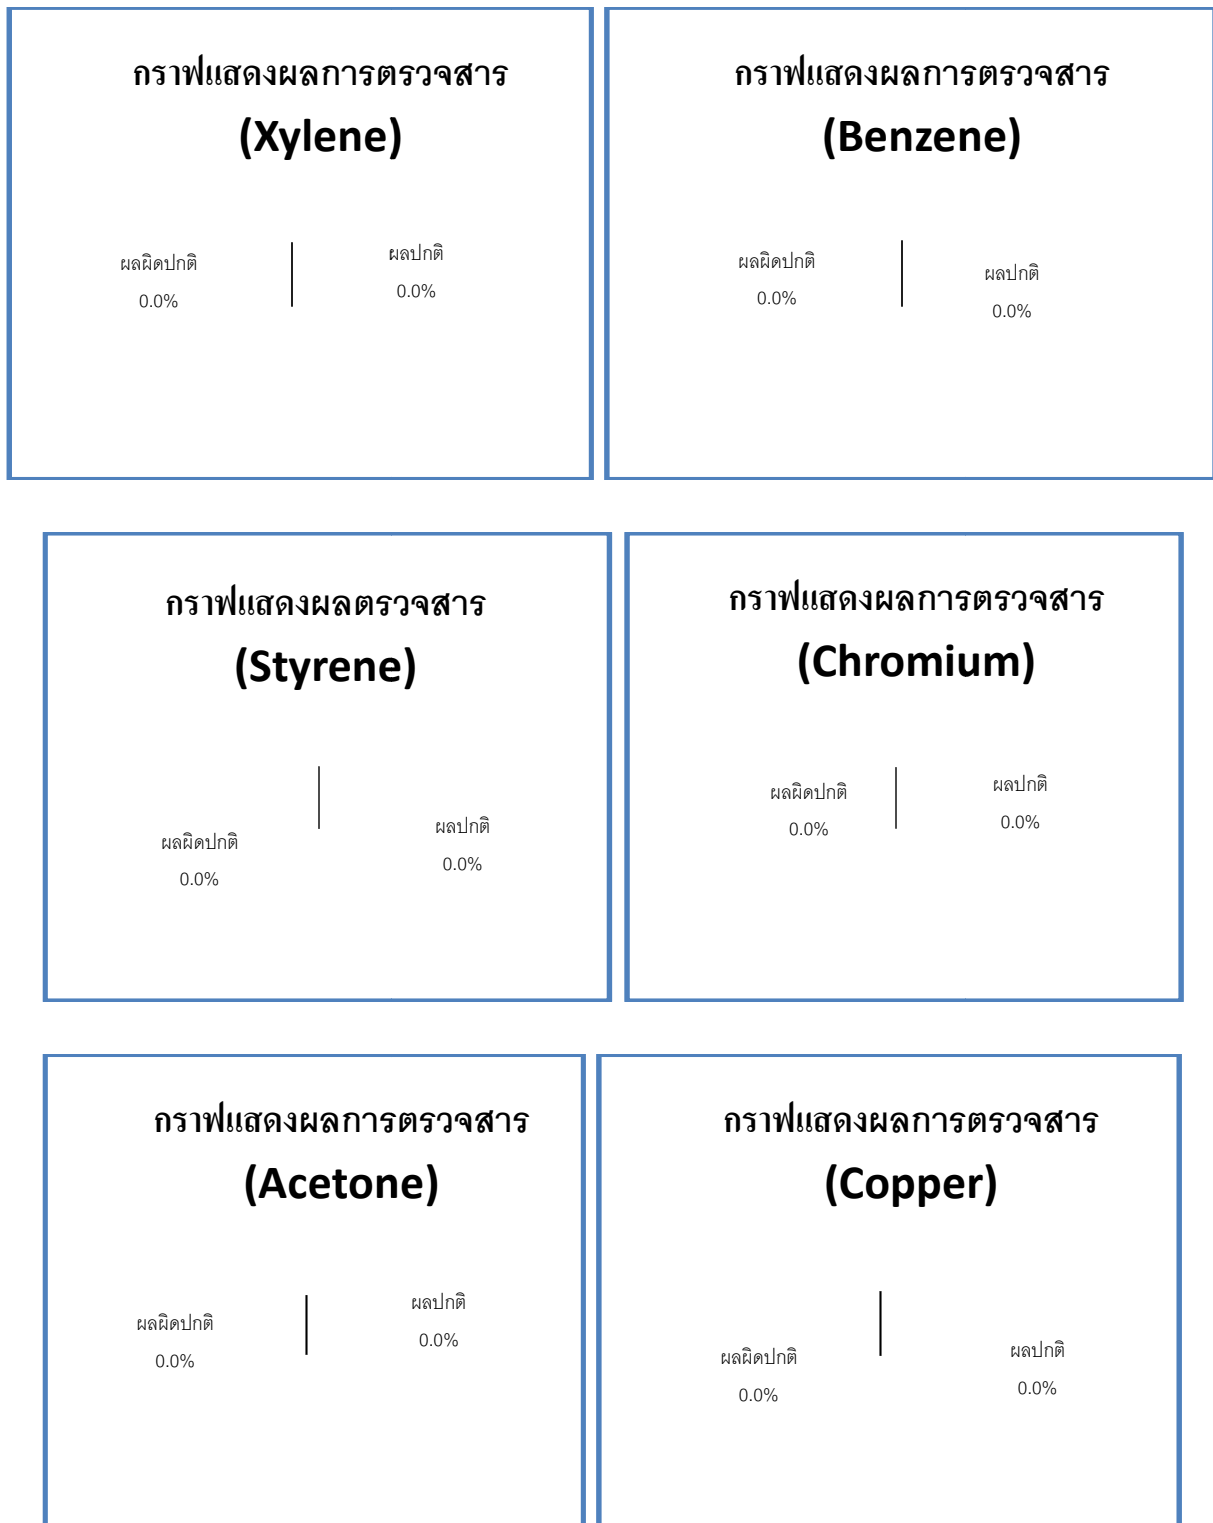 กราฟแสดงผลการตรวจสาร
(Xylene)
ผลผิดปกติ
0.0%
ผลปกติ
0.0%
กราฟแสดงผลการตรวจสาร
(Benzene)
ผลผิดปกติ
0.0%
ผลปกติ
0.0%
กราฟแสดงผลตรวจสาร
(Styrene)
ผลผิดปกติ
0.0%
ผลปกติ
0.0%
กราฟแสดงผลการตรวจสาร
(Chromium)
ผลผิดปกติ
0.0%
ผลปกติ
0.0%
กราฟแสดงผลการตรวจสาร
(Acetone)
ผลผิดปกติ
0.0%
ผลปกติ
0.0%
กราฟแสดงผลการตรวจสาร
(Copper)
ผลผิดปกติ
0.0%
ผลปกติ
0.0%